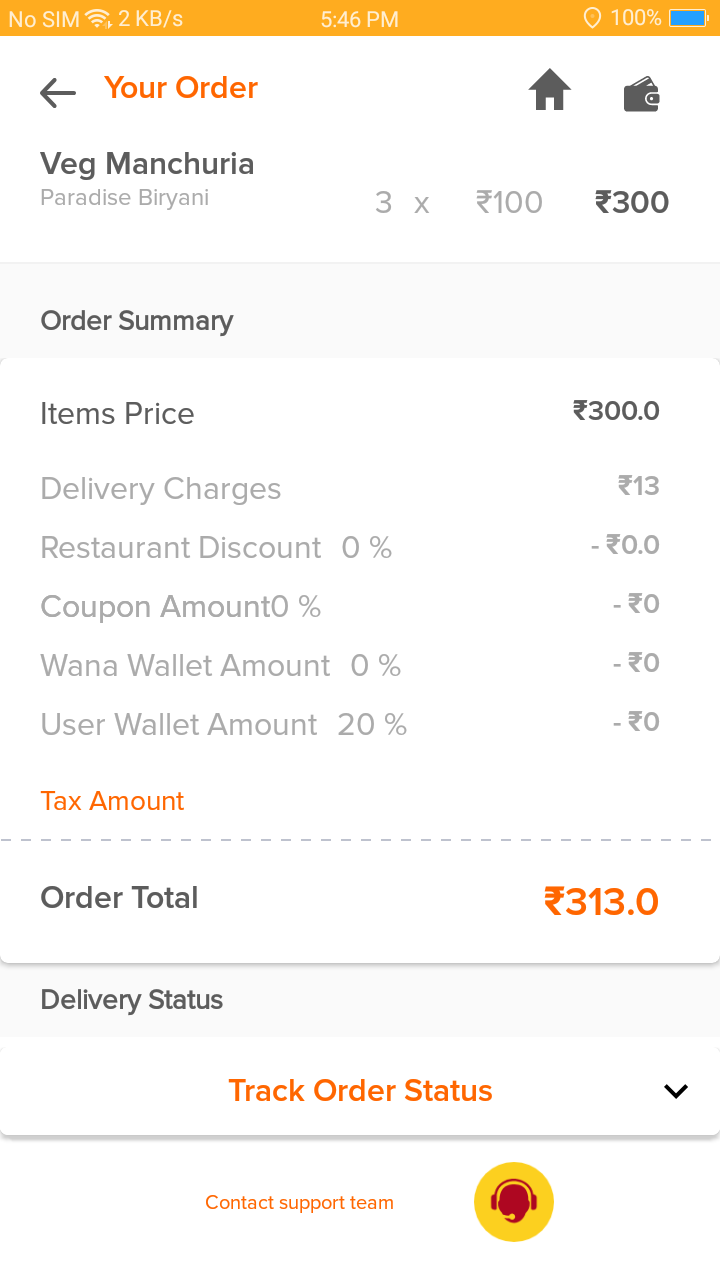 No SIM 2 KB/s 5:46 PM 100%
Your Order
Veg Manchuria
Paradise Biryani
3 x ₹100 ₹300
Order Summary
Items Price ₹300.0
Delivery Charges ₹13
Restaurant Discount 0 % - ₹0.0
Coupon Amount0 % - ₹0
Wana Wallet Amount 0 % - ₹0
User Wallet Amount 20 % - ₹0
Tax Amount
Order Total ₹313.0
Delivery Status
Track Order Status
Contact support team